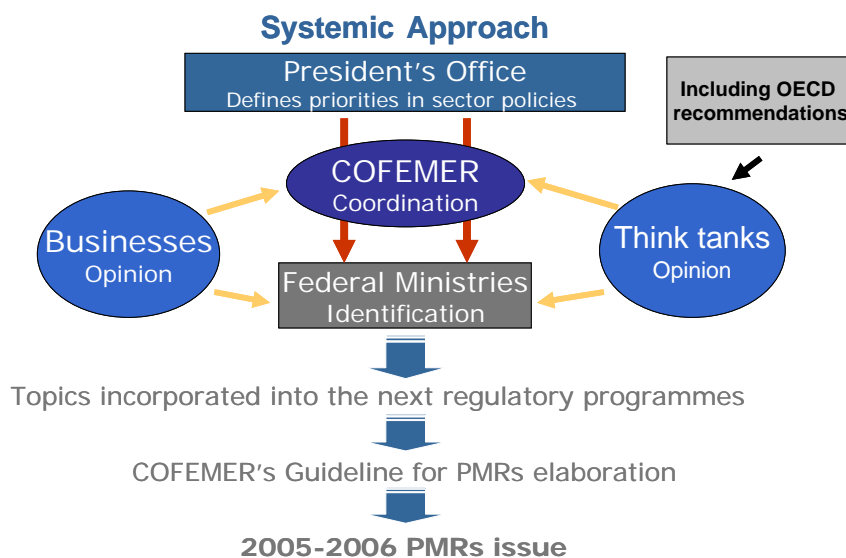 Systemic Approach
President's Office
Defines priorities in sector policies
Including OECD
recommendations
COFEMER
Coordination
Businesses
Opinion
Think tanks
Opinion
Federal Ministries
Identification
Topics incorporated into the next regulatory programmes
COFEMER's Guideline for PMRs elaboration
2005-2006 PMRs issue